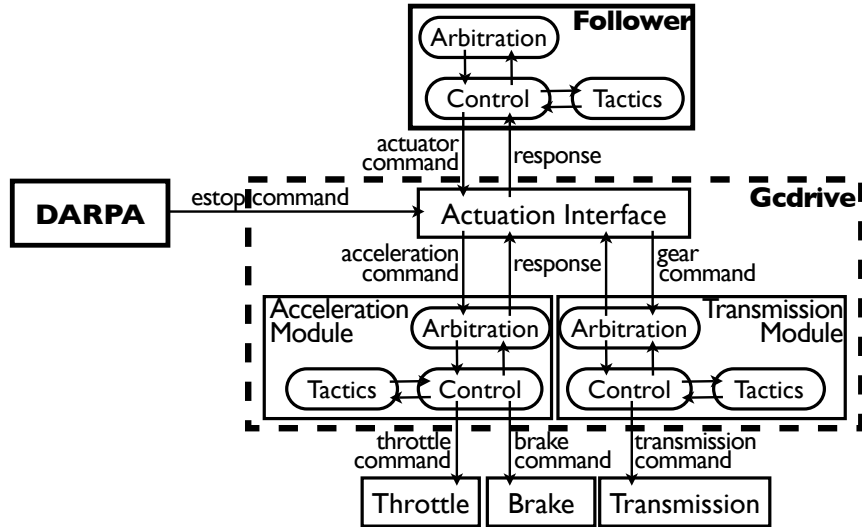 Follower
Arbitration
Control
Tactics
actuator
command
response
DARPA
estop command
Gcdrive
Actuation Interface
acceleration
command
response
gear
command
Acceleration
Module
Arbitration
Tactics
Control
Transmission
Module
Arbitration
Control
Tactics
throttle
command
brake
command
transmission
command
Throttle
Brake
Transmission